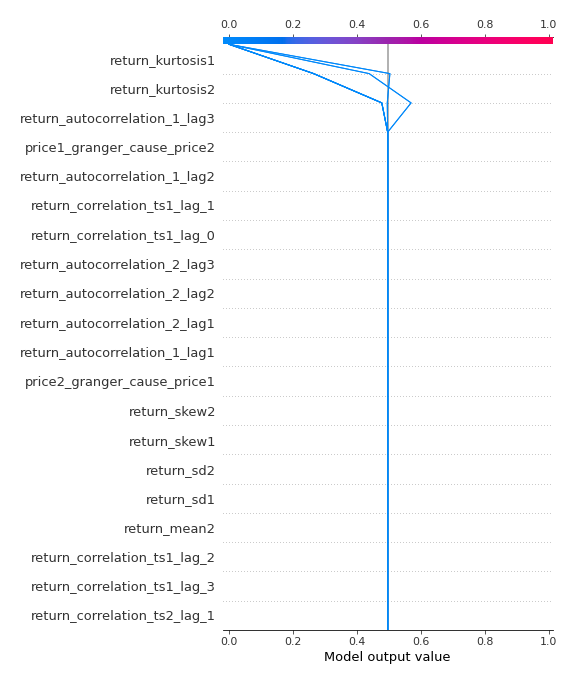 0.0 0.2 0.4 0.6 0.8 1.0
return_kurtosis1
return_kurtosis2
return_autocorrelation_1_lag3
price1_granger_cause_price2
return_autocorrelation_1_lag2
return_correlation_ts1_lag_1
return_correlation_ts1_lag_0
return_autocorrelation_2_lag3
return_autocorrelation_2_lag2
return_autocorrelation_2_lag1
return_autocorrelation_1_lag1
price2_granger_cause_price1
return_skew2
return_skew1
return_sd2
return_sd1
return_mean2
return_correlation_ts1_lag_2
return_correlation_ts1_lag_3
return_correlation_ts2_lag_1
0.0 0.2 0.4 0.6 0.8 1.0
Model output value